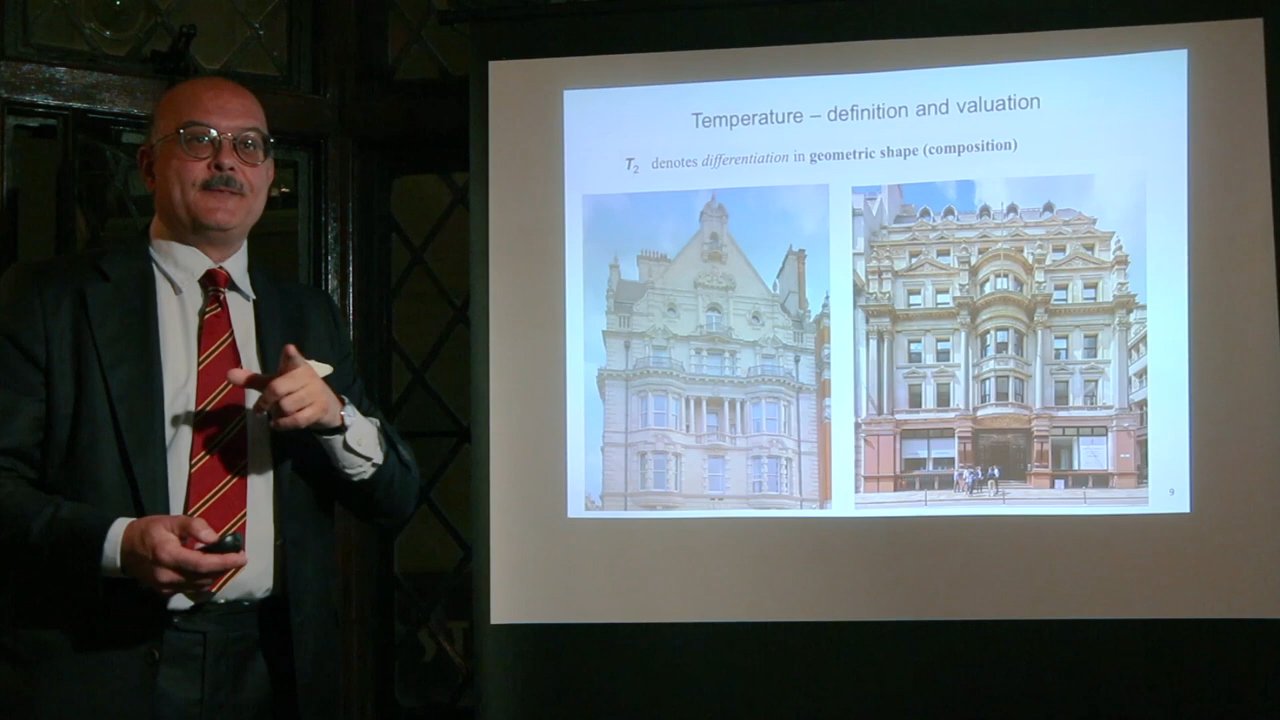 Temperature – definition and valuation
T2 denotes differentiation in geometric shape (composition)
9